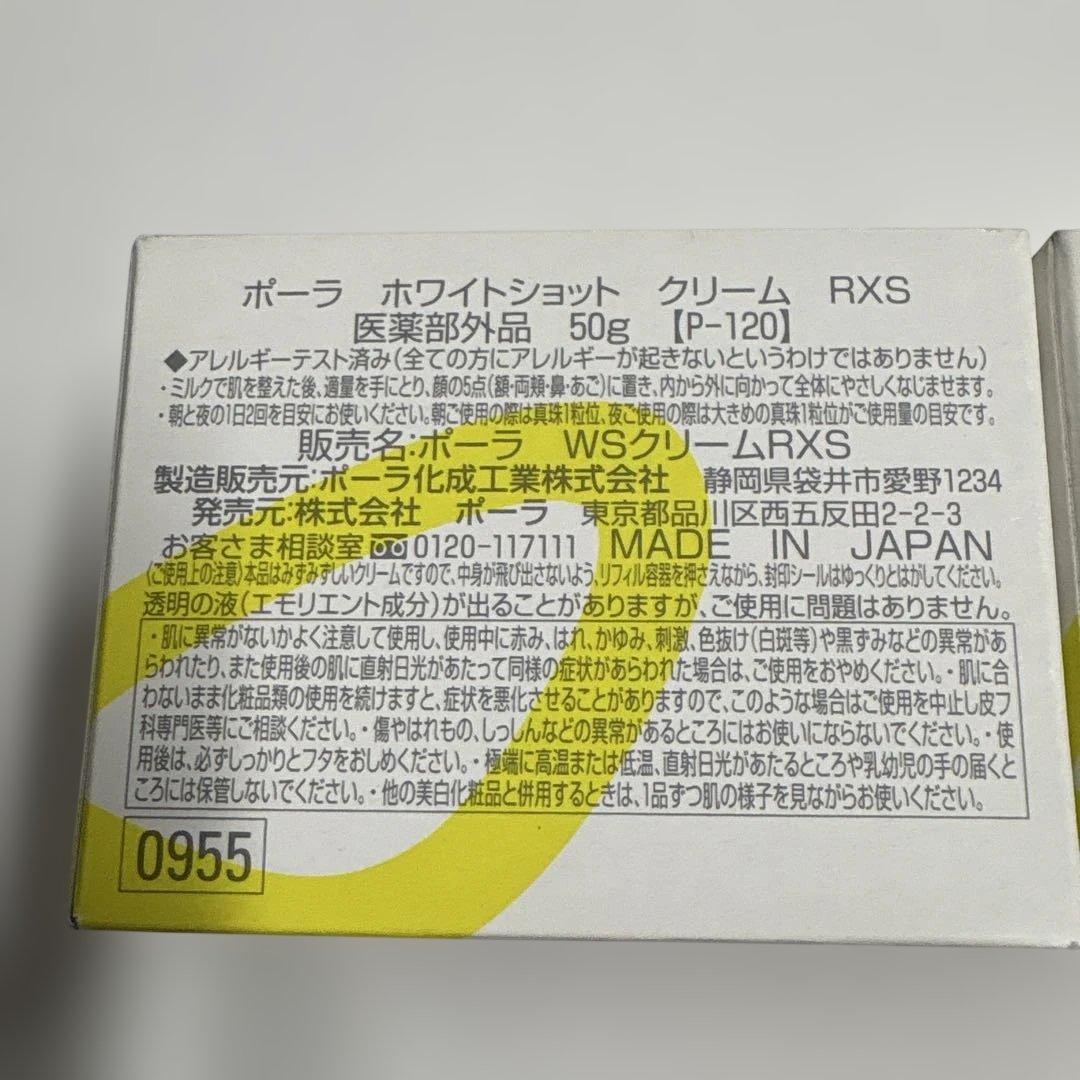 ポーラ　ホワイトショット　クリーム　RXS
医薬部外品　50g　【P-120】
◆アレルギーテスト済み(全ての方にアレルギーが起きないというわけではありません)
・ミルクで肌を整えた後、適量を手にとり、顔の5点(額・両頬・鼻・あご)に置き、内から外に向かって全体にやさしくなじませます。
・朝と夜の1日2回を目安にお使いください。朝ご使用の際は真珠1粒位、夜ご使用の際は大きめの真珠1粒位がご使用量の目安です。
販売名:ポーラ　WSクリームRXS
製造販売元:ポーラ化成工業株式会社　静岡県袋井市愛野1234
発売元:株式会社　ポーラ　東京都品川区西五反田2-2-3
お客さま相談室 0120-117111　MADE IN JAPAN
(ご使用上の注意)本品はみずみずしいクリームですので、中身が飛び出さないよう、リフィル容器を押さえながら、封印シールはゆっくりとはがしてください。
透明の液(エモリエント成分)が出ることがありますが、ご使用に問題はありません。
・肌に異常がないかよく注意して使用し、使用中に赤み、はれ、かゆみ、刺激、色抜け(白斑等)や黒ずみなどの異常があ
らわれたり、また使用後の肌に直射日光があたって同様の症状があらわれた場合は、ご使用をおやめください。・肌に合
わないまま化粧品類の使用を続けますと、症状を悪化させることがありますので、このような場合はご使用を中止し皮フ
科専門医等にご相談ください。・傷やはれもの、しっしんなどの異常があるところにはお使いにならないでください。・使
用後は、必ずしっかりとフタをおしめください。・極端に高温または低温、直射日光があたるところや乳幼児の手の届くと
ころには保管しないでください。・他の美白化粧品と併用するときは、1品ずつ肌の様子を見ながらお使いください。
0955